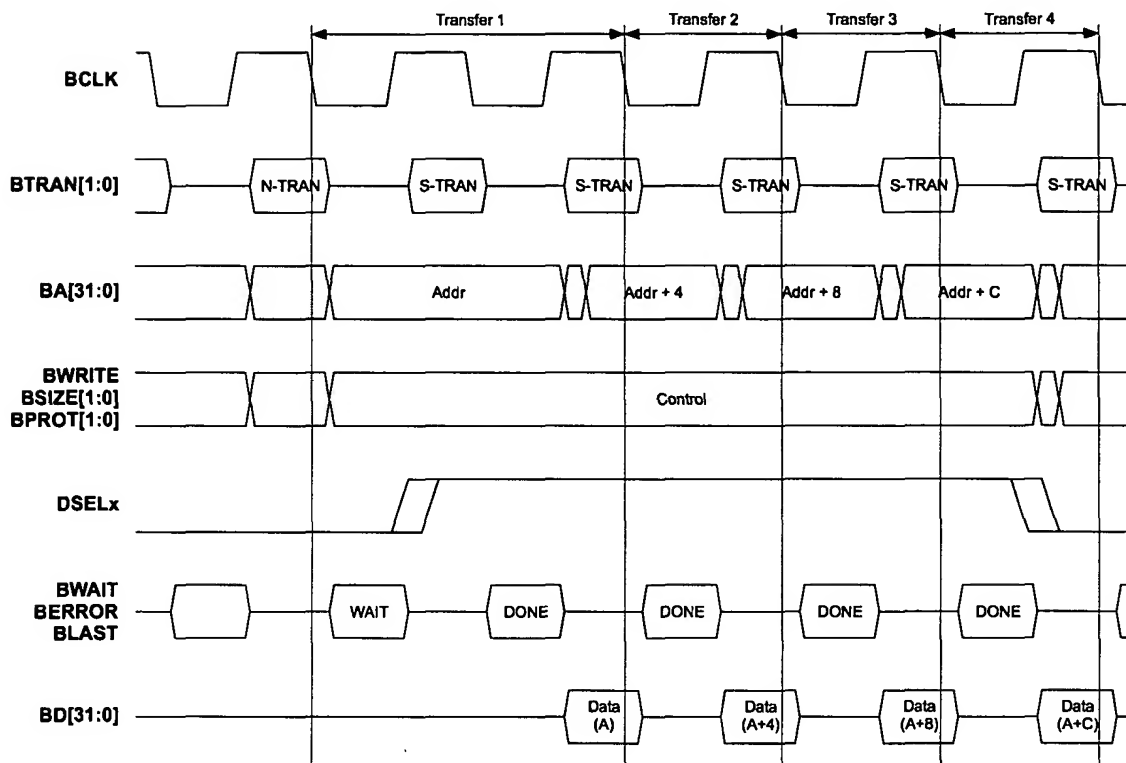 Transfer 1 Transfer 2 Transfer 3 Transfer 4
BCLK
BTRAN[1:0] N-TRAN S-TRAN S-TRAN S-TRAN S-TRAN S-TRAN
BA[31:0] Addr Addr + 4 Addr + 8 Addr + C
BWRITE
BSIZE[1:0] Control
BPROT[1:0]
DSELx
BWAIT
BERROR WAIT DONE DONE DONE DONE
BLAST
BD[31:0] Data Data Data Data
(A) (A+4) (A+8) (A+C)